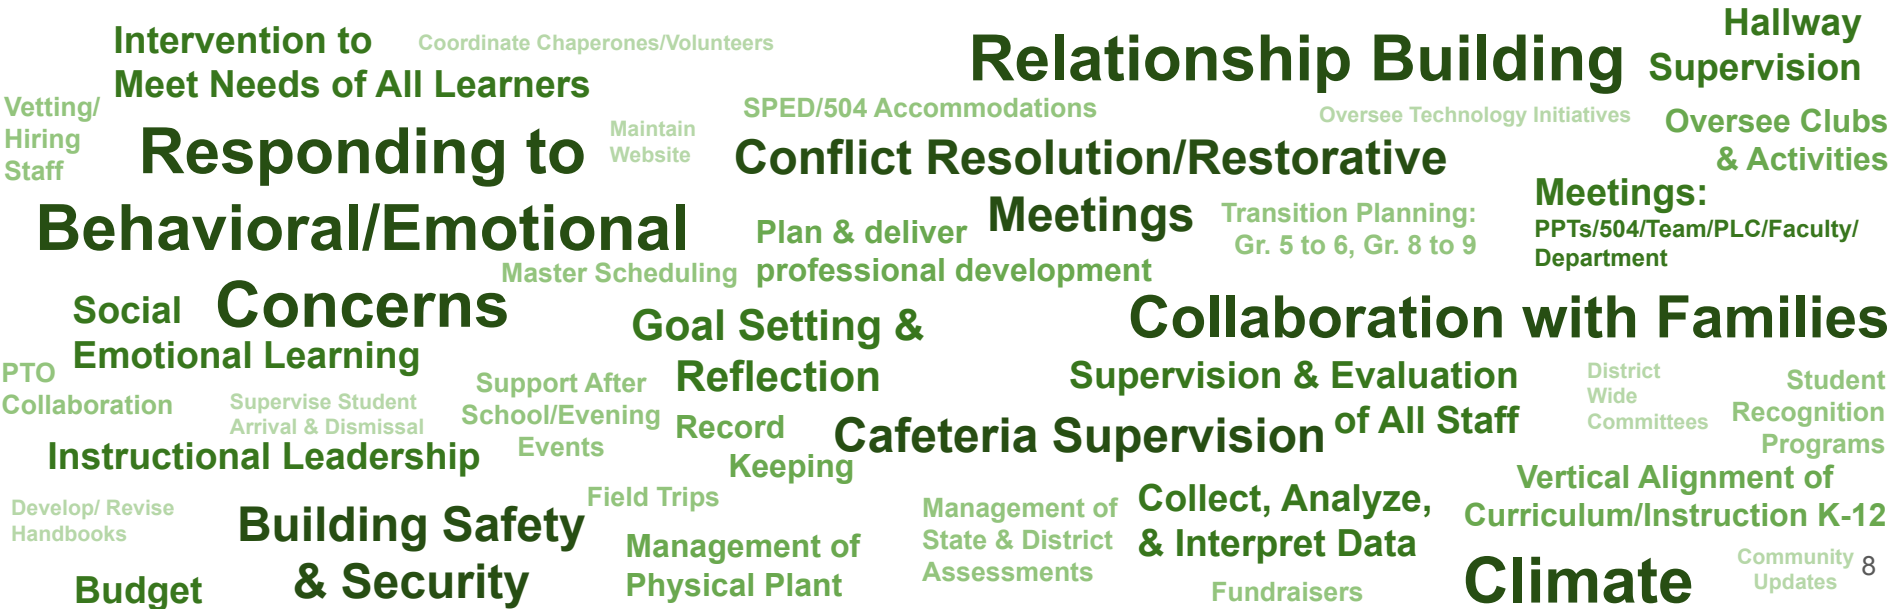 Intervention to
Meet Needs of All Learners
Coordinate Chaperones/Volunteers
Relationship Building
Hallway
Supervision
Vetting/
Hiring
Staff
Responding to
Behavioral/Emotional
Concerns
Maintain
Website
SPED/504 Accommodations
Oversee Technology Initiatives
Oversee Clubs
& Activities
Conflict Resolution/Restorative
Meetings
Plan & deliver
professional development
Transition Planning:
Gr. 5 to 6, Gr. 8 to 9
Meetings:
PPTs/504/Team/PLC/Faculty/
Department
Master Scheduling
Social
Emotional Learning
Goal Setting &
Reflection
Collaboration with Families
PTO
Collaboration
Supervise Student
Arrival & Dismissal
Support After
School/Evening
Events
Record
Keeping
Supervision & Evaluation
of All Staff
District
Wide
Committees
Student
Recognition
Programs
Instructional Leadership
Cafeteria Supervision
Vertical Alignment of
Curriculum/Instruction K-12
Develop/ Revise
Handbooks
Building Safety
& Security
Field Trips
Management of
Physical Plant
Management of
State & District
Assessments
Collect, Analyze,
& Interpret Data
Budget
Fundraisers
Climate
Community
Updates
8